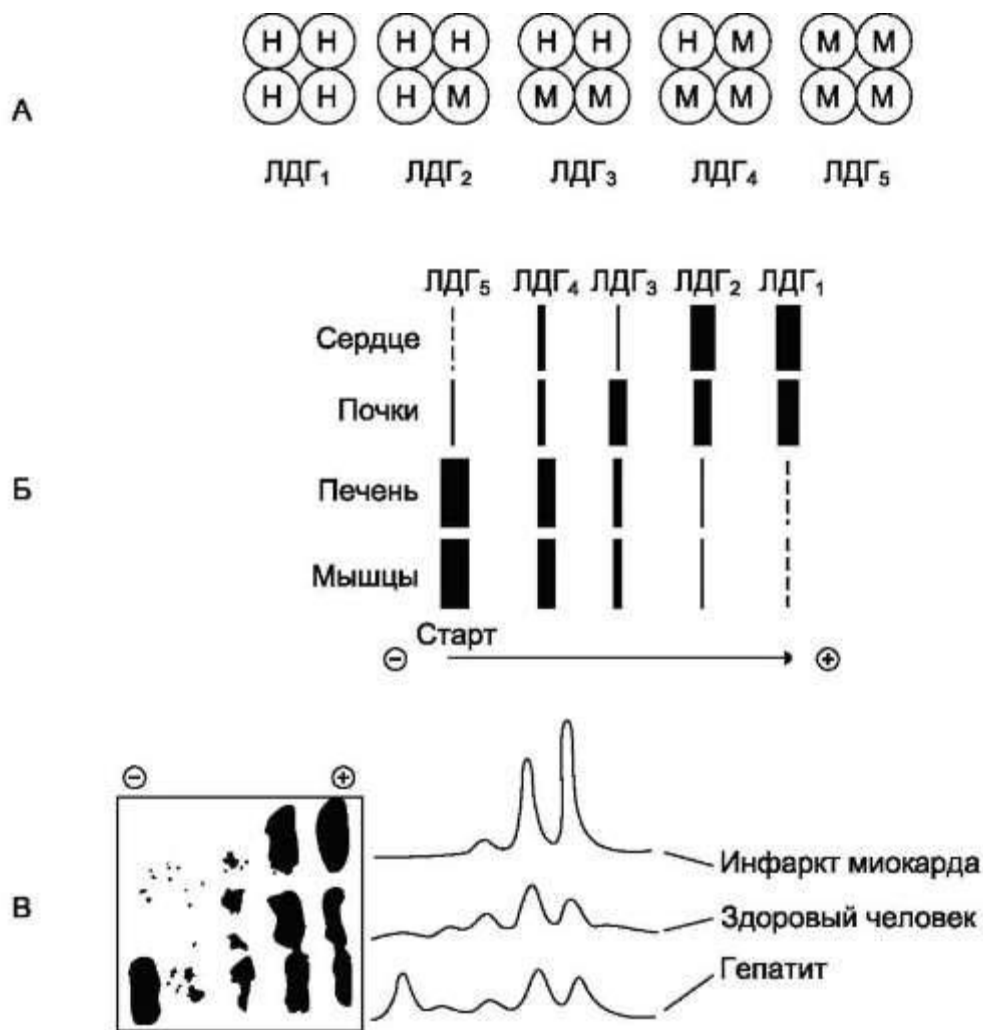 Н Н Н Н Н Н Н М М М
А
Н Н Н М М М М М М М
ЛДГ₁ ЛДГ₂ ЛДГ₃ ЛДГ₄ ЛДГ₅
ЛДГ₅ ЛДГ₄ ЛДГ₃ ЛДГ₂ ЛДГ₁
Сердце
Почки
Б
Печень
Мышцы
Старт
⊖ ⊕
⊖ ⊕
Инфаркт миокарда
В
Здоровый человек
Гепатит